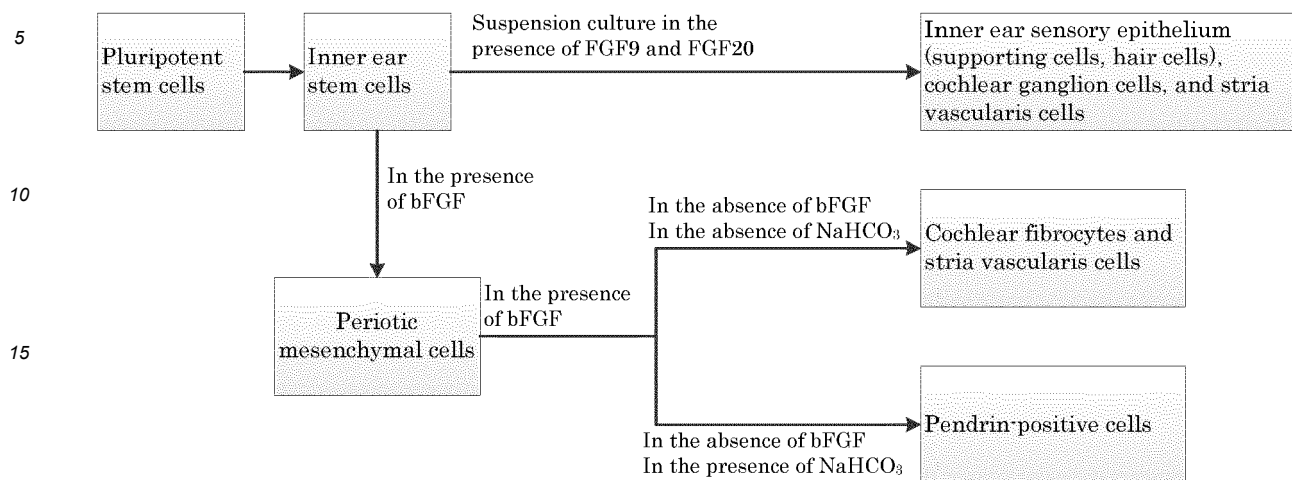 5
Pluripotent
stem cells
Inner ear
stem cells
Suspension culture in the
presence of FGF9 and FGF20
Inner ear sensory epithelium
(supporting cells, hair cells),
cochlear ganglion cells, and stria
vascularis cells
10
In the presence
of bFGF
In the absence of bFGF
In the absence of NaHCO₃
Cochlear fibrocytes and
stria vascularis cells
15
Periotic
mesenchymal cells
In the presence
of bFGF
In the absence of bFGF
In the presence of NaHCO₃
Pendrin-positive cells